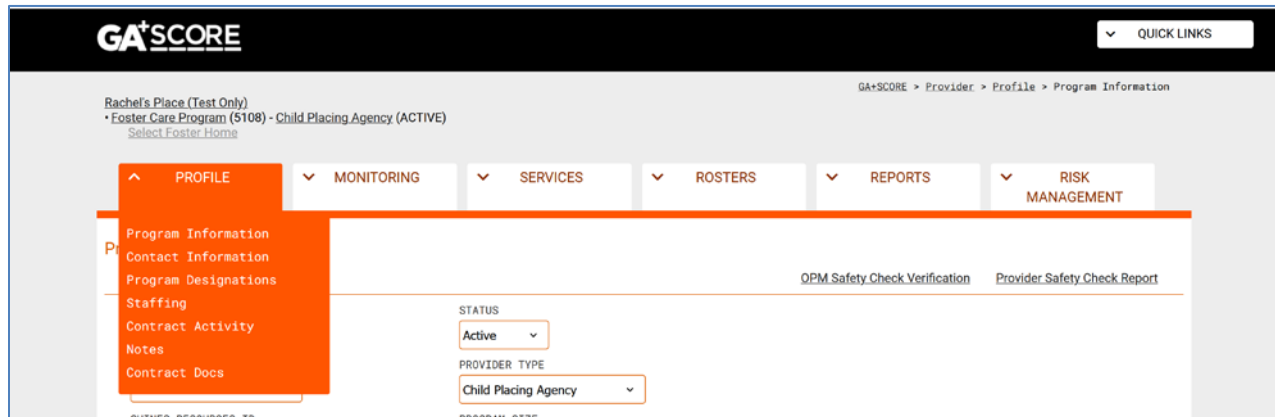 GA+SCORE
QUICK LINKS
GA+SCORE > Provider > Profile > Program Information
Rachel's Place (Test Only)
• Foster Care Program (5108) - Child Placing Agency (ACTIVE)
Select Foster Home
PROFILE
MONITORING
SERVICES
ROSTERS
REPORTS
RISK
MANAGEMENT
Program Information
Contact Information
Program Designations
Staffing
Contract Activity
Notes
Contract Docs
Pr
OPM Safety Check Verification
Provider Safety Check Report
STATUS
Active
PROVIDER TYPE
Child Placing Agency